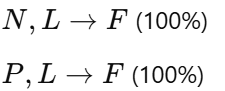 N, L → F (100%)
P, L → F (100%)